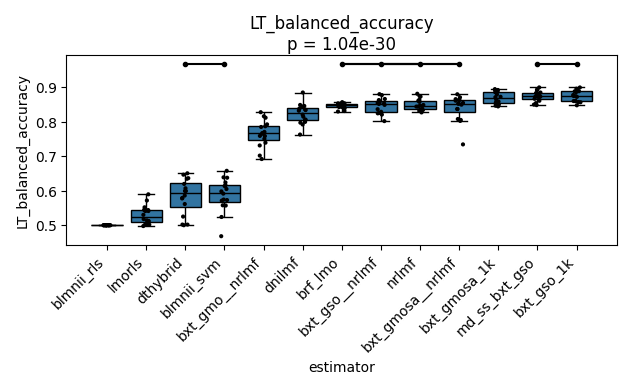 LT_balanced_accuracy
p = 1.04e-30
LT_balanced_accuracy
0.9
0.8
0.7
0.6
0.5
blmnii_rls
lmorls
dthybrid
blmnii_svm
bxt_gmo__nrlmf
dnilmf
brf_lmo
bxt_gso__nrlmf
nrlmf
bxt_gmosa__nrlmf
bxt_gmosa_1k
md_ss_bxt_gso
bxt_gso_1k
estimator